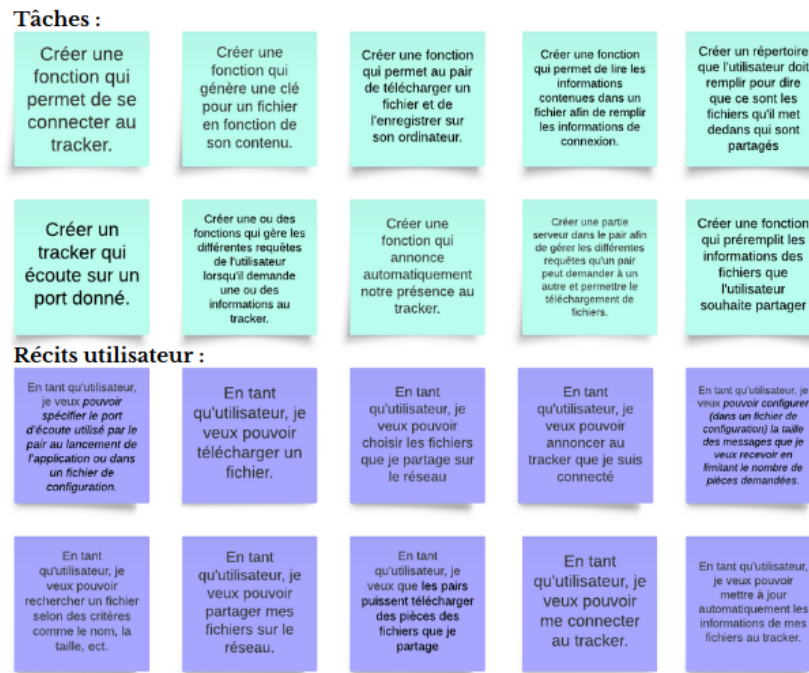 Tâches :
Créer une
fonction qui
permet de se
connecter au
tracker.
Créer une
fonction qui
génère une clé
pour un fichier
en fonction de
son contenu.
Créer une fonction
qui permet au pair
de télécharger un
fichier et de
l'enregistrer sur
son ordinateur.
Créer une fonction
qui permet de lire les
informations
contenues dans un
fichier afin de remplir
les informations de
connexion.
Créer un répertoire
que l'utilisateur doit
remplir pour dire
que ce sont les
fichiers qu'il met
dedans qui sont
partagés
Créer un
tracker qui
écoute sur un
port donné.
Créer une ou des
fonctions qui gère les
différentes requêtes
de l'utilisateur
lorsqu'il demande
une ou des
informations au
tracker.
Créer une
fonction qui
annonce
automatiquement
notre présence au
tracker.
Créer une partie
serveur dans le pair afin
de gérer les différentes
requêtes qu'un pair
peut demander à un
autre et permettre le
téléchargement de
fichiers.
Créer une fonction
qui préremplit les
informations des
fichiers que
l'utilisateur
souhaite partager
Récits utilisateur :
En tant qu'utilisateur,
je veux pouvoir
spécifier le port
d'écoute utilisé par le
pair au lancement de
l'application ou dans
un fichier de
configuration.
En tant
qu'utilisateur, je
veux pouvoir
télécharger un
fichier.
En tant
qu'utilisateur, je
veux pouvoir
choisir les fichiers
que je partage sur
le réseau
En tant
qu'utilisateur, je
veux pouvoir
annoncer au
tracker que je suis
connecté
En tant qu'utilisateur, je
veux pouvoir configurer
(dans un fichier de
configuration) la taille
des messages que je
veux recevoir en
limitant le nombre de
pièces demandées.
En tant
qu'utilisateur, je
veux pouvoir
rechercher un fichier
selon des critères
comme le nom, la
taille, ect.
En tant
qu'utilisateur, je
veux pouvoir
partager mes
fichiers sur le
réseau.
En tant
qu'utilisateur, je
veux que les pairs
puissent télécharger
des pièces des
fichiers que je
partage
En tant
qu'utilisateur, je
veux pouvoir
me connecter
au tracker.
En tant qu'utilisateur,
je veux pouvoir
mettre à jour
automatiquement les
informations de mes
fichiers au tracker.